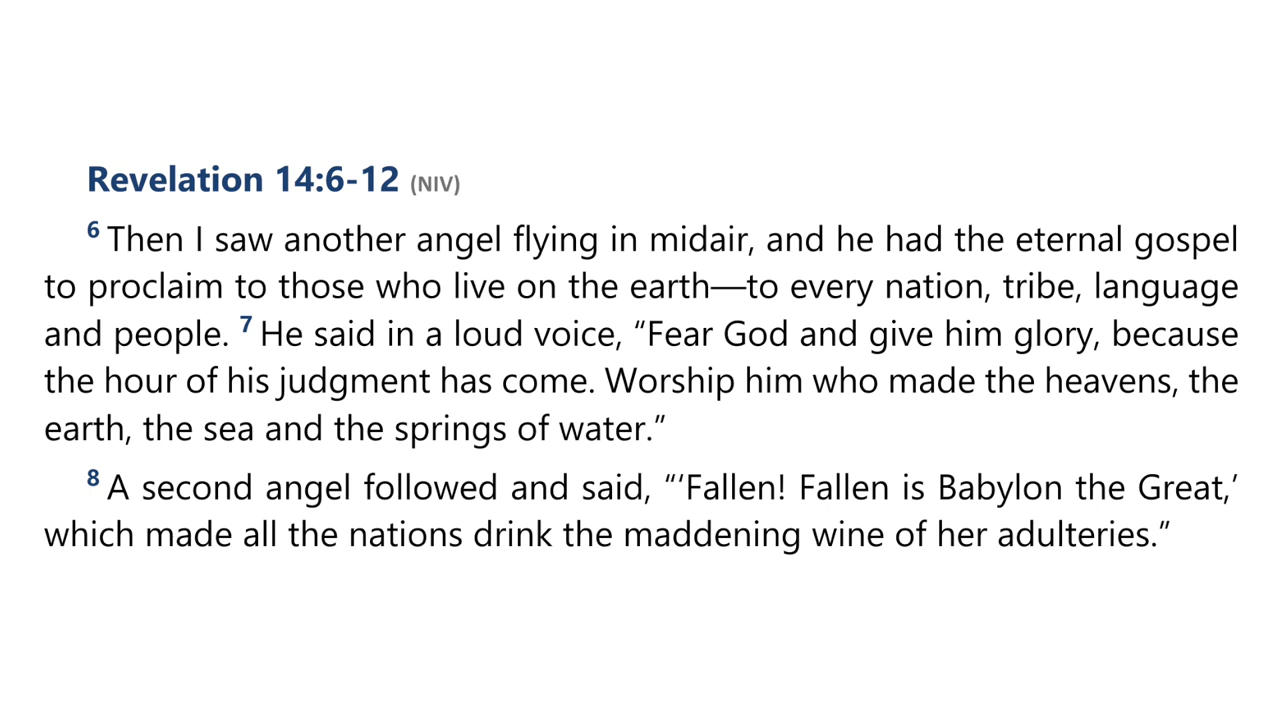 Revelation 14:6-12 (NIV)
6 Then I saw another angel flying in midair, and he had the eternal gospel
to proclaim to those who live on the earth—to every nation, tribe, language
and people. 7 He said in a loud voice, “Fear God and give him glory, because
the hour of his judgment has come. Worship him who made the heavens, the
earth, the sea and the springs of water.”
8 A second angel followed and said, “‘Fallen! Fallen is Babylon the Great,’
which made all the nations drink the maddening wine of her adulteries.”